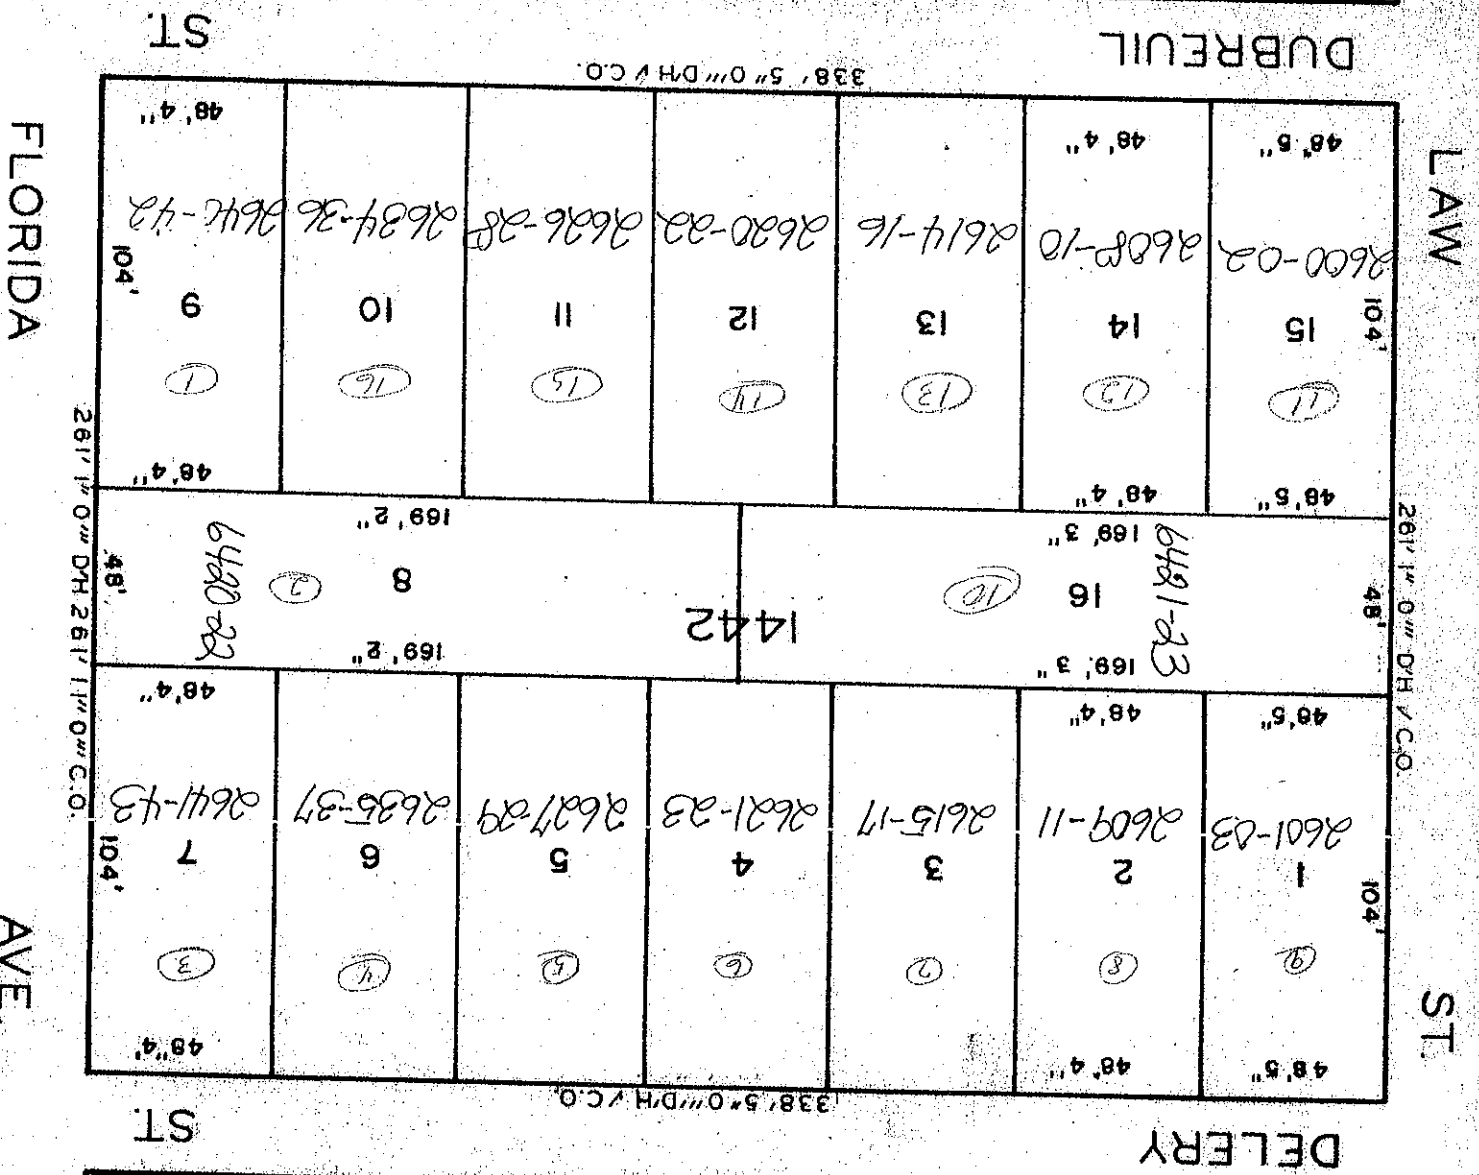 DELERY ST.
338' 5" 0''' D'H √ C.O.
48' 5" 48' 4" 48" 4'
9 8 7 6 5 4 3
104' 1 2 3 4 5 6 7 104'
2601-03 2609-11 2615-17 2621-23 2627-29 2635-37 2641-43
48' 5" 48' 4" 48' 4"
169' 3" 169' 2"
48' 6421-23 16 10 1442 8 2 6420-22 48'
169' 3" 169' 2"
48' 5" 48' 4" 48' 4"
11 12 13 14 15 16 1
104' 15 14 13 12 11 10 9 104'
2600-02 2608-10 2614-16 2620-22 2626-28 2634-36 2640-42
48' 5" 48' 4" 48' 4"
338' 5" 0''' D'H √ C.O.
DUBREUIL ST.
LAW ST.
261' 1" 0''' D'H √ C.O.
FLORIDA AVE.
261' 1" 0''' D'H 261' 11" 0''' C.O.